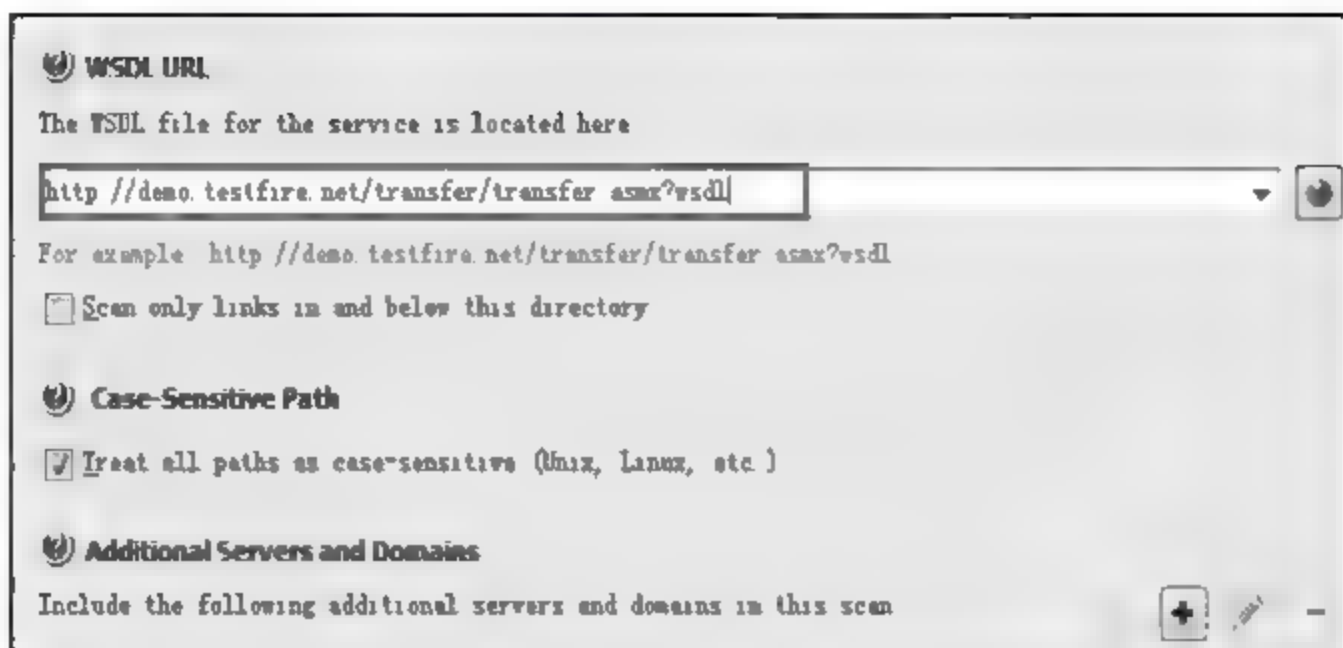 WSDL URL
The WSDL file for the service is located here
http //demo.testfire.net/transfer/transfer asmx?wsdl
For example http //demo.testfire.net/transfer/transfer asmx?wsdl
Scan only links in and below this directory
Case-Sensitive Path
Treat all paths as case-sensitive (Unix, Linux, etc )
Additional Servers and Domains
Include the following additional servers and domains in this scan